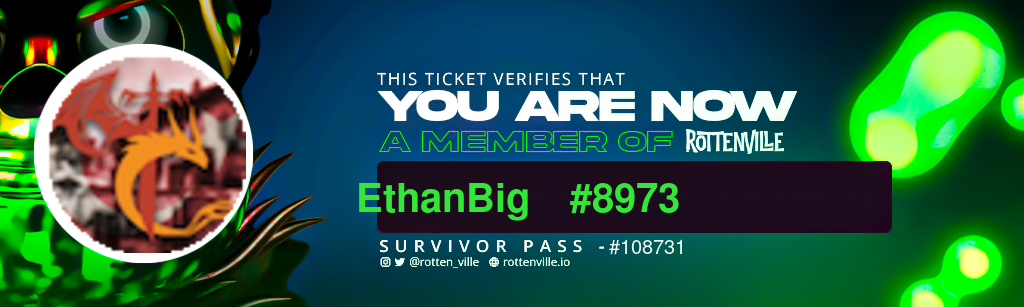 THIS TICKET VERIFIES THAT
YOU ARE NOW
A MEMBER OF ROTTENVILLE
EthanBig #8973
SURVIVOR PASS - #108731
@rotten_ville rottenville.io